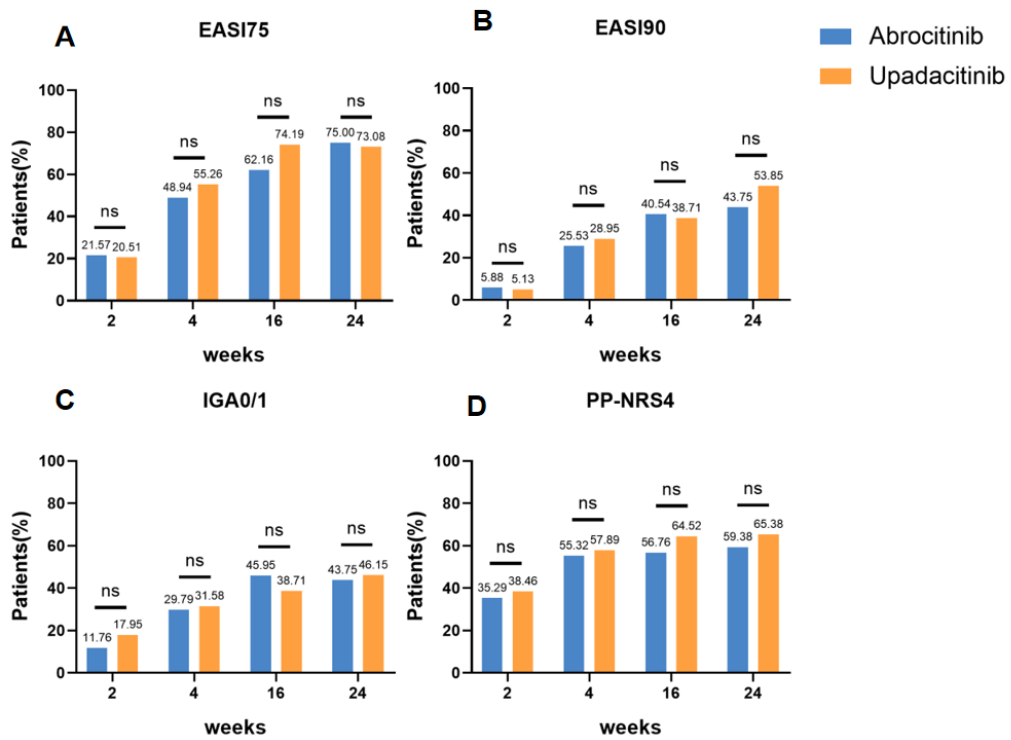 A
EASI75
B
EASI90
Abrocitinib
Upadacitinib
Patients(%)
100
80
60
40
20
0
ns
21.57 20.51
ns
48.94 55.26
ns
62.16 74.19
ns
75.00 73.08
2 4 16 24
weeks
Patients(%)
100
80
60
40
20
0
ns
5.88 5.13
ns
25.53 28.95
ns
40.54 38.71
ns
43.75 53.85
2 4 16 24
weeks
C
IGA0/1
D
PP-NRS4
Patients(%)
100
80
60
40
20
0
ns
11.76 17.95
ns
29.79 31.58
ns
45.95 38.71
ns
43.75 46.15
2 4 16 24
weeks
Patients(%)
100
80
60
40
20
0
ns
35.29 38.46
ns
55.32 57.89
ns
56.76 64.52
ns
59.38 65.38
2 4 16 24
weeks